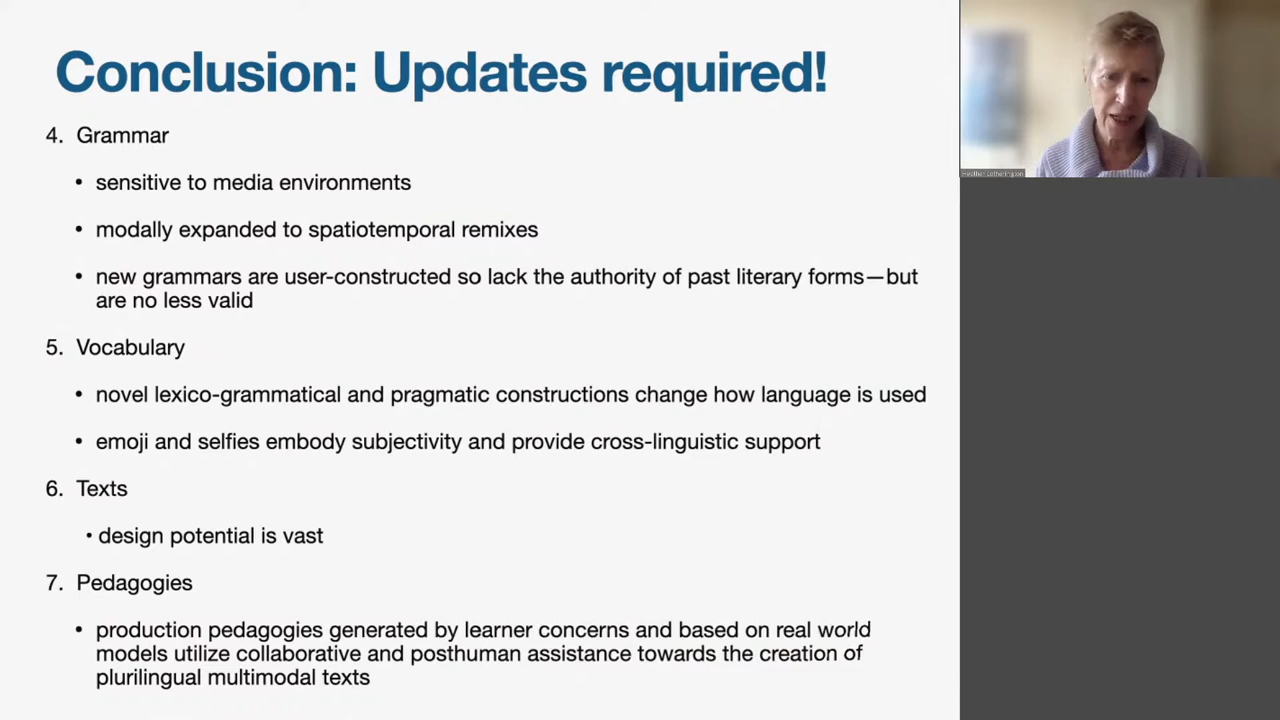 Conclusion: Updates required!
4. Grammar
• sensitive to media environments
• modally expanded to spatiotemporal remixes
• new grammars are user-constructed so lack the authority of past literary forms—but
are no less valid
5. Vocabulary
• novel lexico-grammatical and pragmatic constructions change how language is used
• emoji and selfies embody subjectivity and provide cross-linguistic support
6. Texts
• design potential is vast
7. Pedagogies
• production pedagogies generated by learner concerns and based on real world
models utilize collaborative and posthuman assistance towards the creation of
plurilingual multimodal texts
Heather Lotherington